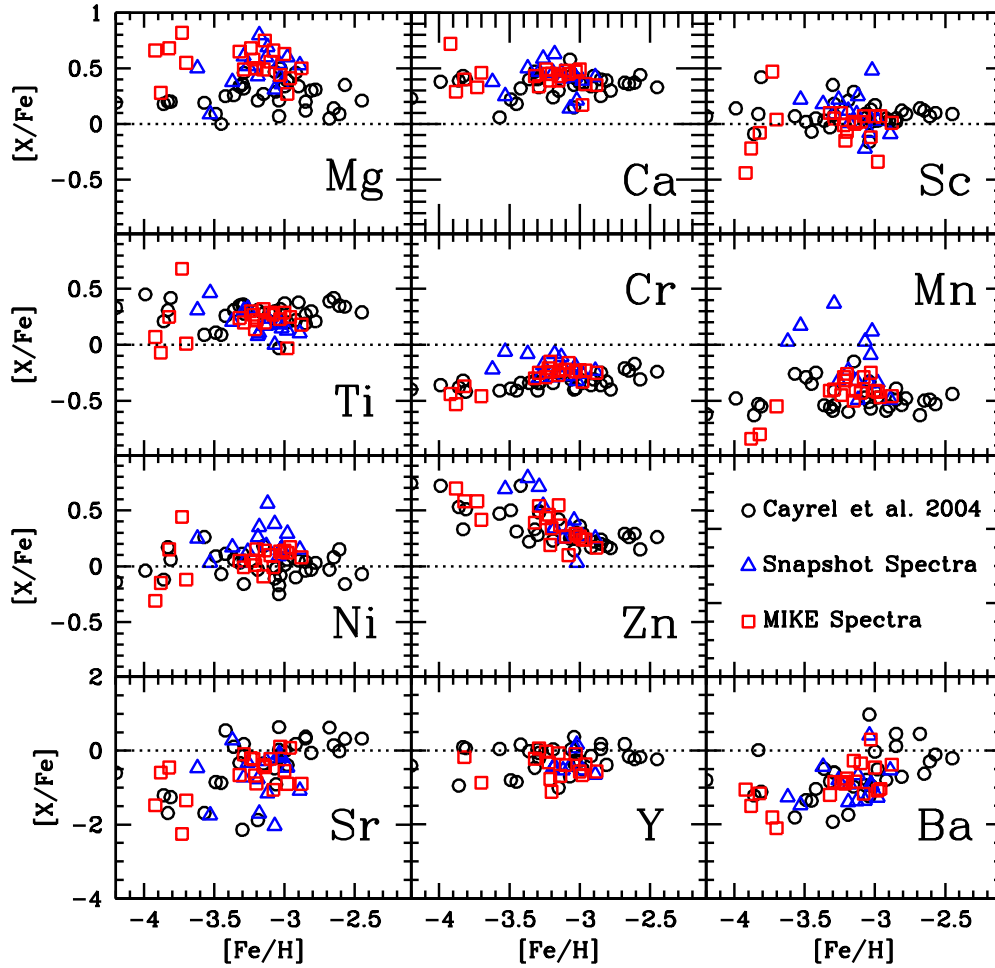 1
0.5
0
-0.5
[X/Fe]
Mg
Ca
Sc
0.5
0
-0.5
[X/Fe]
Ti
Cr
Mn
0.5
0
-0.5
[X/Fe]
Ni
Zn
Cayrel et al. 2004
Snapshot Spectra
MIKE Spectra
2
0
-2
-4
[X/Fe]
Sr
Y
Ba
-4 -3.5 -3 -2.5 -4 -3.5 -3 -2.5 -4 -3.5 -3 -2.5
[Fe/H] [Fe/H] [Fe/H]